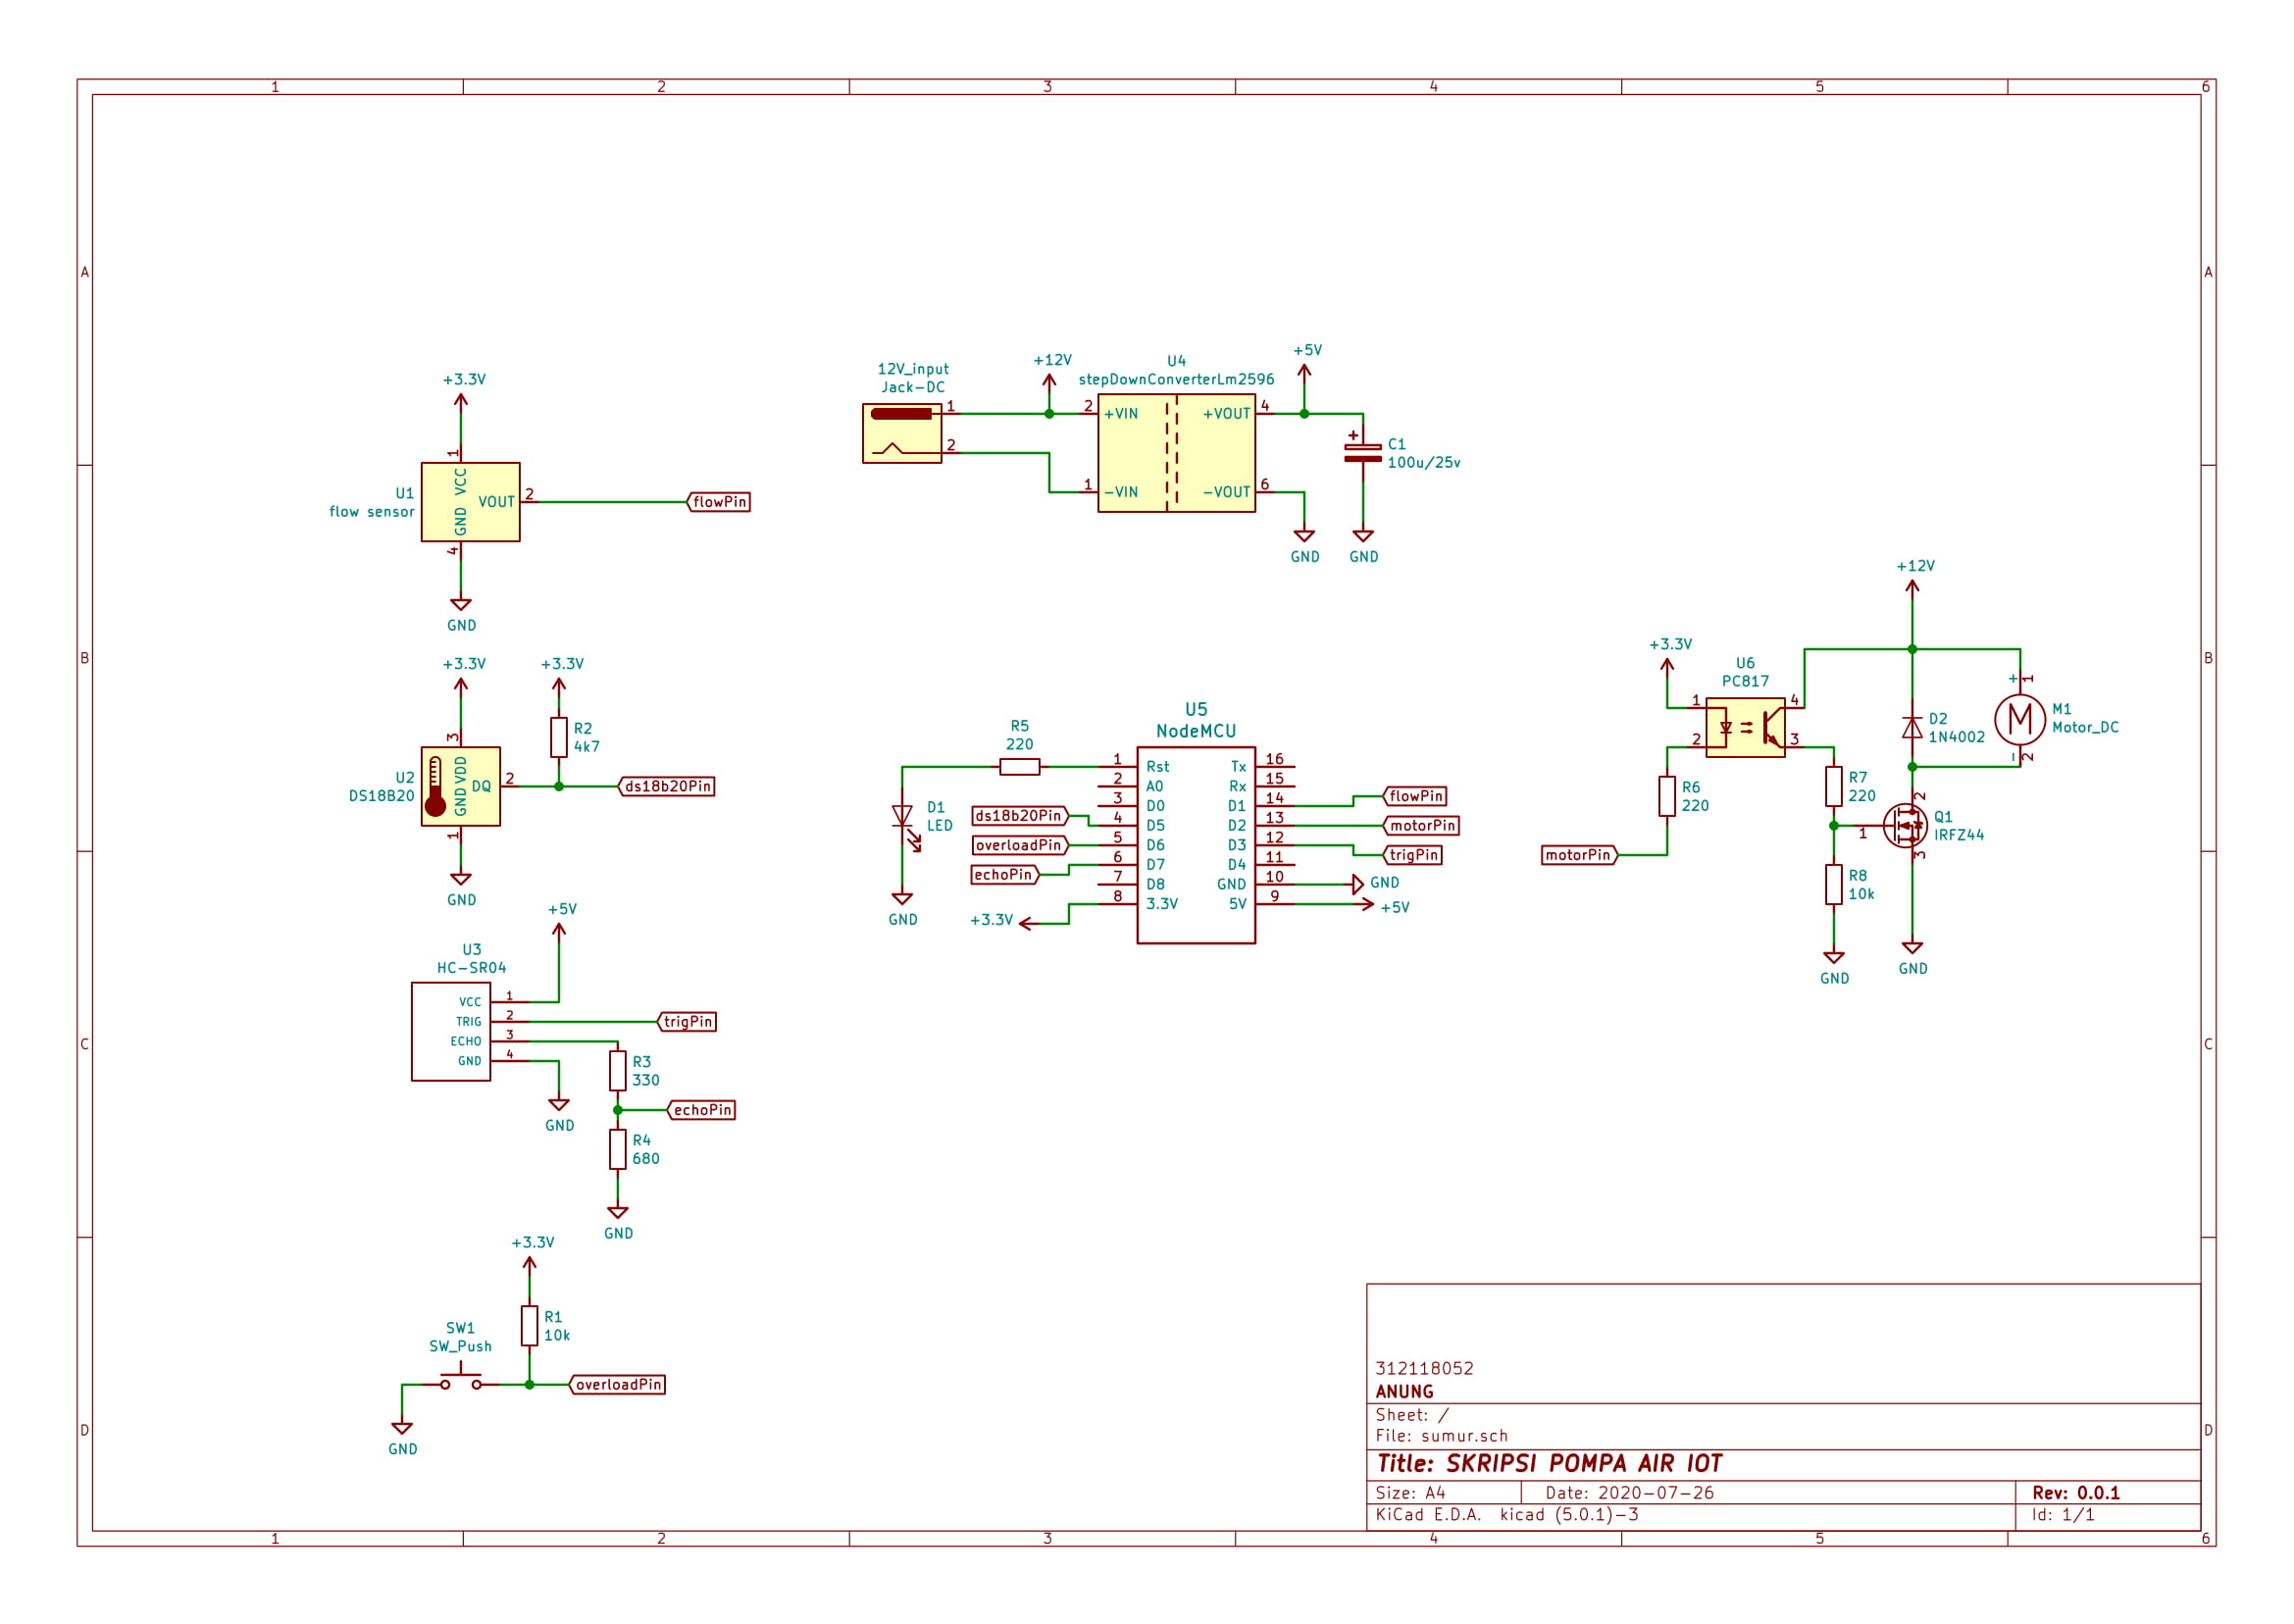 1 2 3 4 5 6
A
B
C
D
A
B
C
D
+3.3V
1
VCC
U1
flow sensor
VOUT
2
flowPin
GND
4
GND
+3.3V
+3.3V
3
VDD
R2
4k7
U2
DS18B20
DQ
2
ds18b20Pin
GND
1
GND
+5V
U3
HC-SR04
VCC 1
TRIG 2
trigPin
ECHO 3
GND 4
R3
330
GND
echoPin
R4
680
GND
+3.3V
R1
10k
SW1
SW_Push
overloadPin
GND
12V_input
Jack-DC
1
2
+12V
U4
stepDownConverterLm2596
+5V
2 +VIN +VOUT 4
1 -VIN -VOUT 6
+
C1
100u/25v
GND
GND
U5
NodeMCU
R5
220
D1
LED
GND
1 Rst Tx 16
2 A0 Rx 15
3 D0 D1 14
flowPin
ds18b20Pin
4 D5 D2 13
motorPin
overloadPin
5 D6 D3 12
trigPin
echoPin
6 D7 D4 11
7 D8 GND 10
GND
8 3.3V 5V 9
+5V
+3.3V
+12V
+3.3V
U6
PC817
1
2
4
3
+
1
M
M1
Motor_DC
-
2
D2
1N4002
R6
220
R7
220
2
Q1
IRFZ44
1
3
motorPin
R8
10k
GND
GND
312118052
ANUNG
Sheet: /
File: sumur.sch
Title: SKRIPSI POMPA AIR IOT
Size: A4 Date: 2020-07-26 Rev: 0.0.1
KiCad E.D.A. kicad (5.0.1)-3 Id: 1/1
1 2 3 4 5 6